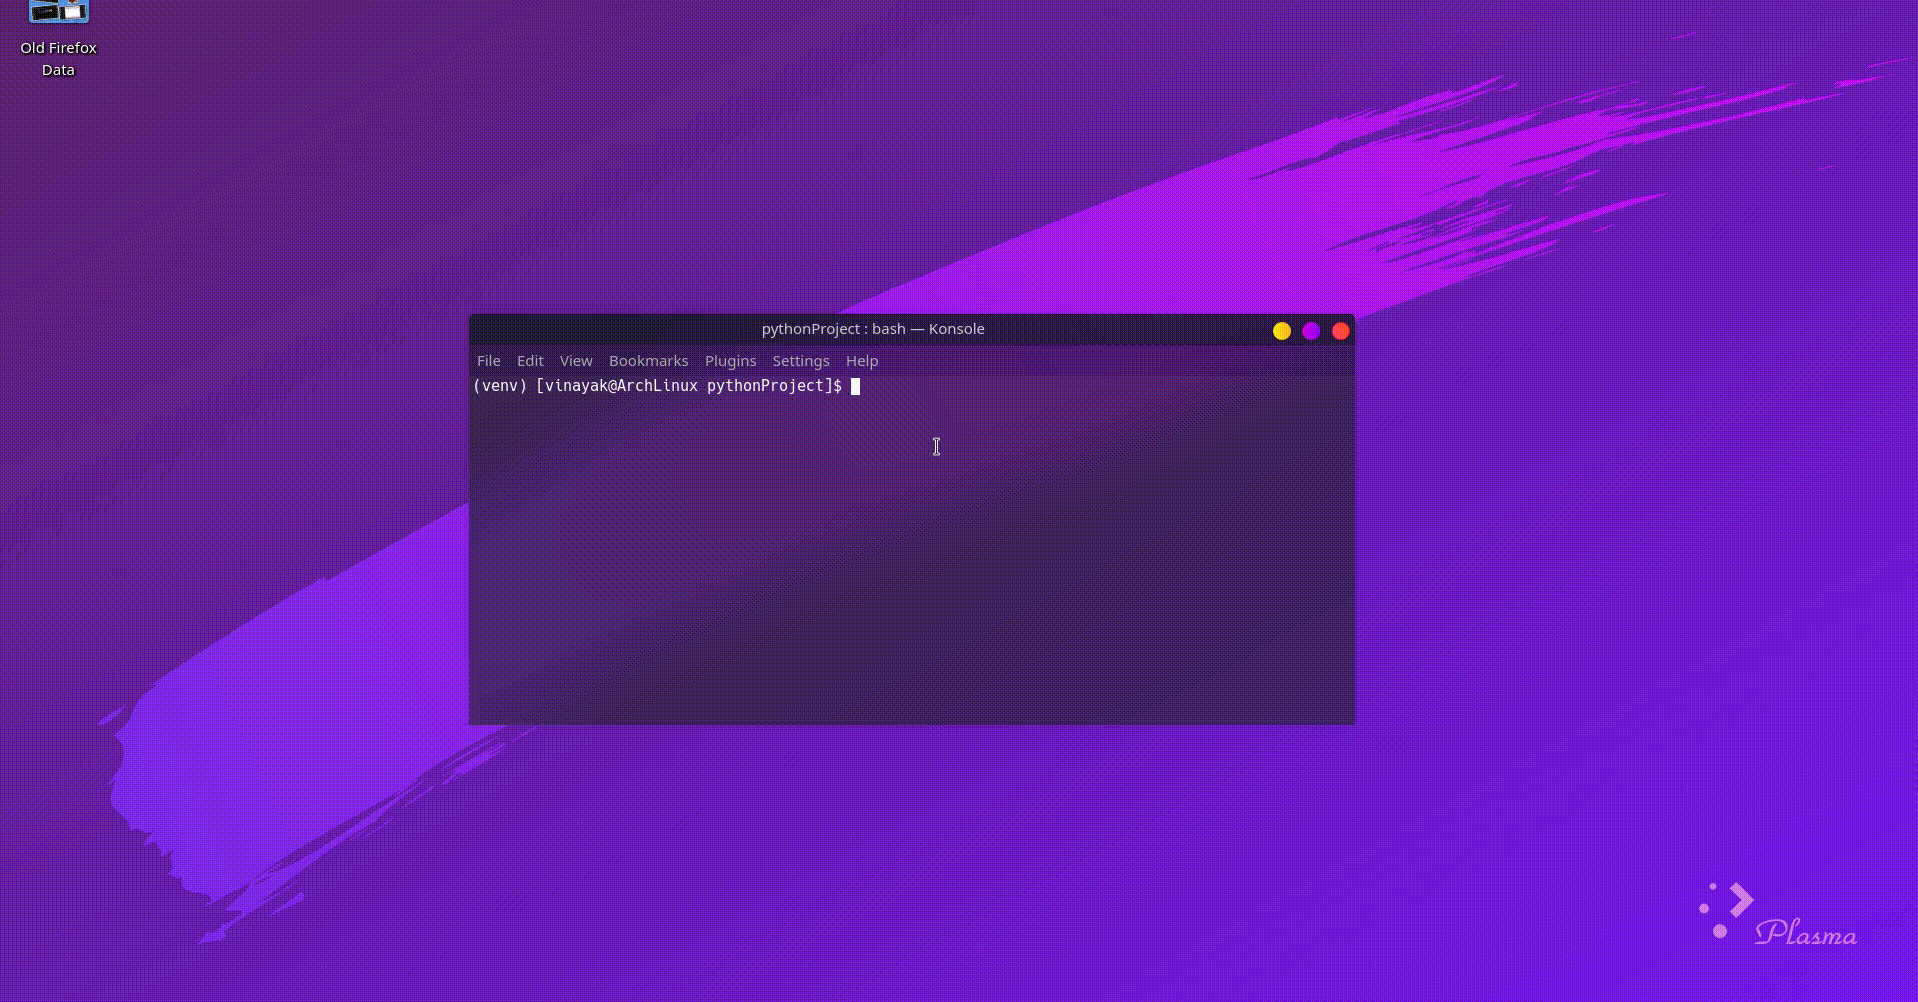 Old Firefox
Data
pythonProject : bash — Konsole
File Edit View Bookmarks Plugins Settings Help
(venv) [vinayak@ArchLinux pythonProject]$
Plasma